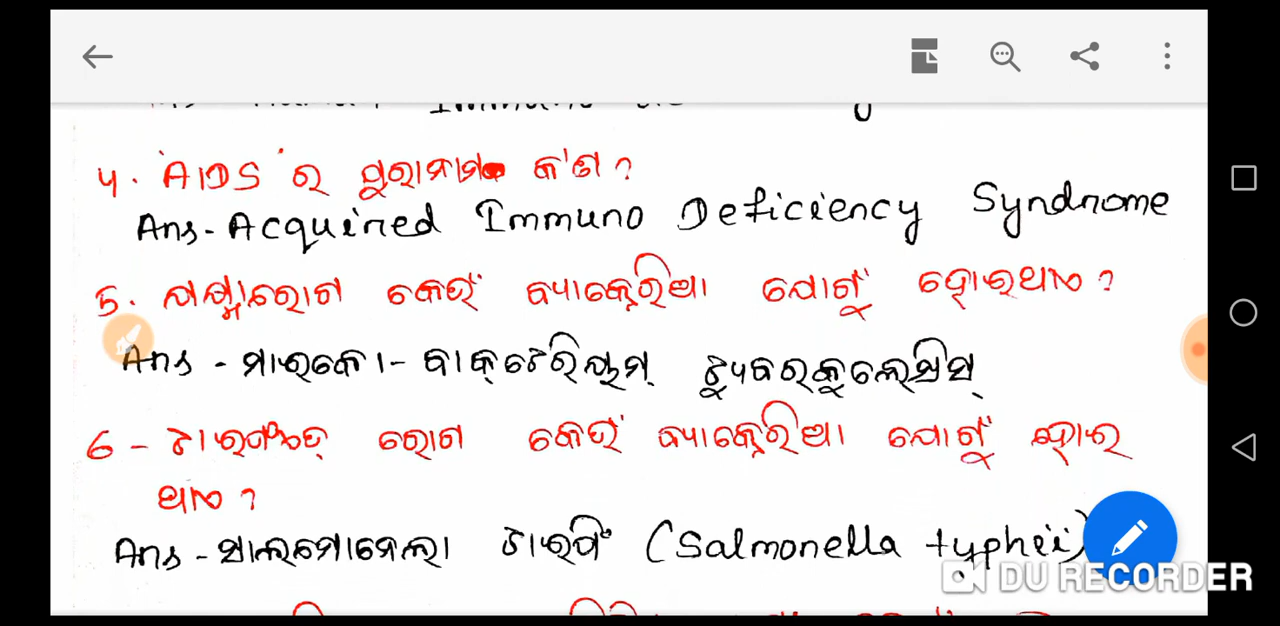 4. 'AIDS'ର ପୁରାନାମ କ'ଣ?
Ans-Acquired Immuno Deficiency Syndrome
5. ଯକ୍ଷ୍ମାରୋଗ କେଉଁ ବ୍ୟାକ୍ଟେରିଆ ଯୋଗୁଁ ହୋଇଥାଏ?
Ans - ମାଇକୋ-ବାକ୍ଟେରିୟମ୍ ଟ୍ୟୁବରକୁଲେସିସ୍
6 - ଟାଇଫଏଡ୍ ରୋଗ କେଉଁ ବ୍ୟାକ୍ଟେରିଆ ଯୋଗୁଁ ହୋଇ
ଥାଏ?
Ans - ସାଲମୋନେଲା ଟାଇଫି (Salmonella typhii)
DU RECORDER